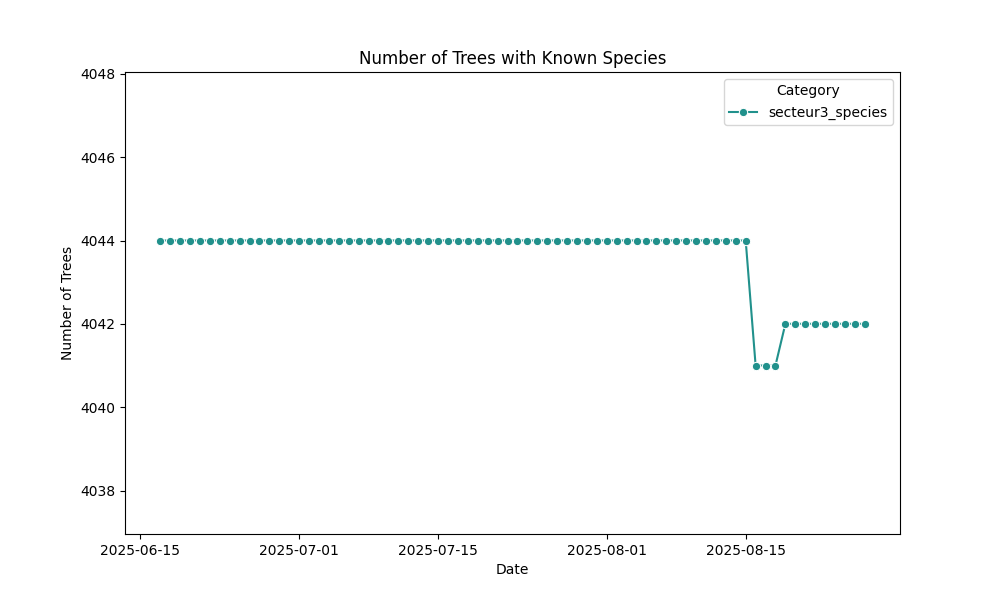 Number of Trees with Known Species
Category
secteur3_species
Number of Trees
4048
4046
4044
4042
4040
4038
2025-06-15
2025-07-01
2025-07-15
2025-08-01
2025-08-15
Date